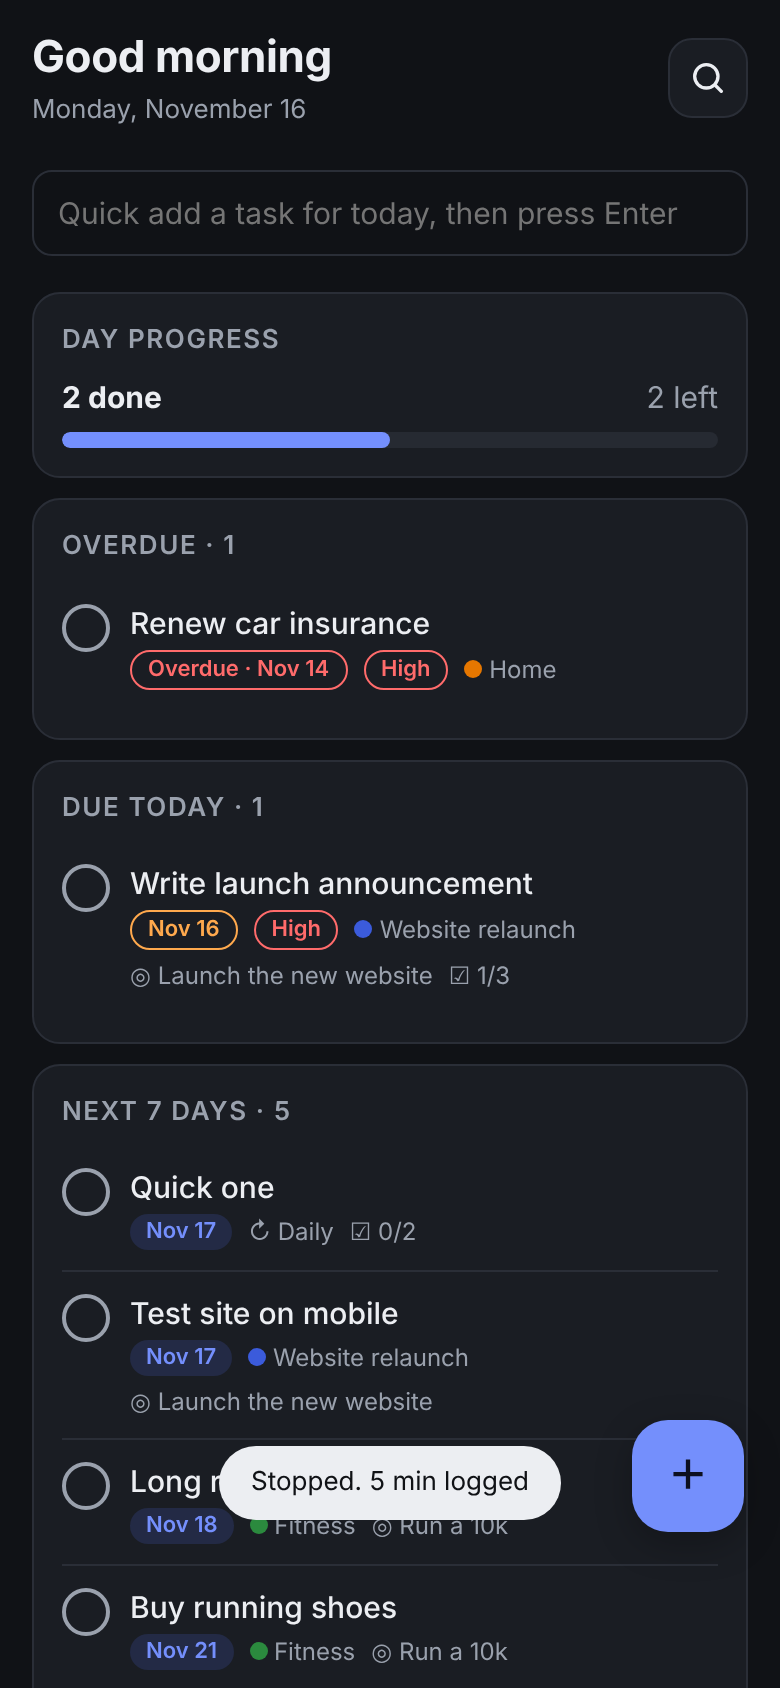 Good morning
Monday, November 16
Quick add a task for today, then press Enter
DAY PROGRESS
2 done 2 left
OVERDUE · 1
Renew car insurance
Overdue · Nov 14 High Home
DUE TODAY · 1
Write launch announcement
Nov 16 High Website relaunch
◎ Launch the new website ☑ 1/3
NEXT 7 DAYS · 5
Quick one
Nov 17 ↻ Daily ☑ 0/2
Test site on mobile
Nov 17 Website relaunch
◎ Launch the new website
Long
Stopped. 5 min logged
+
Nov 18 Fitness ◎ Run a 10k
Buy running shoes
Nov 21 Fitness ◎ Run a 10k